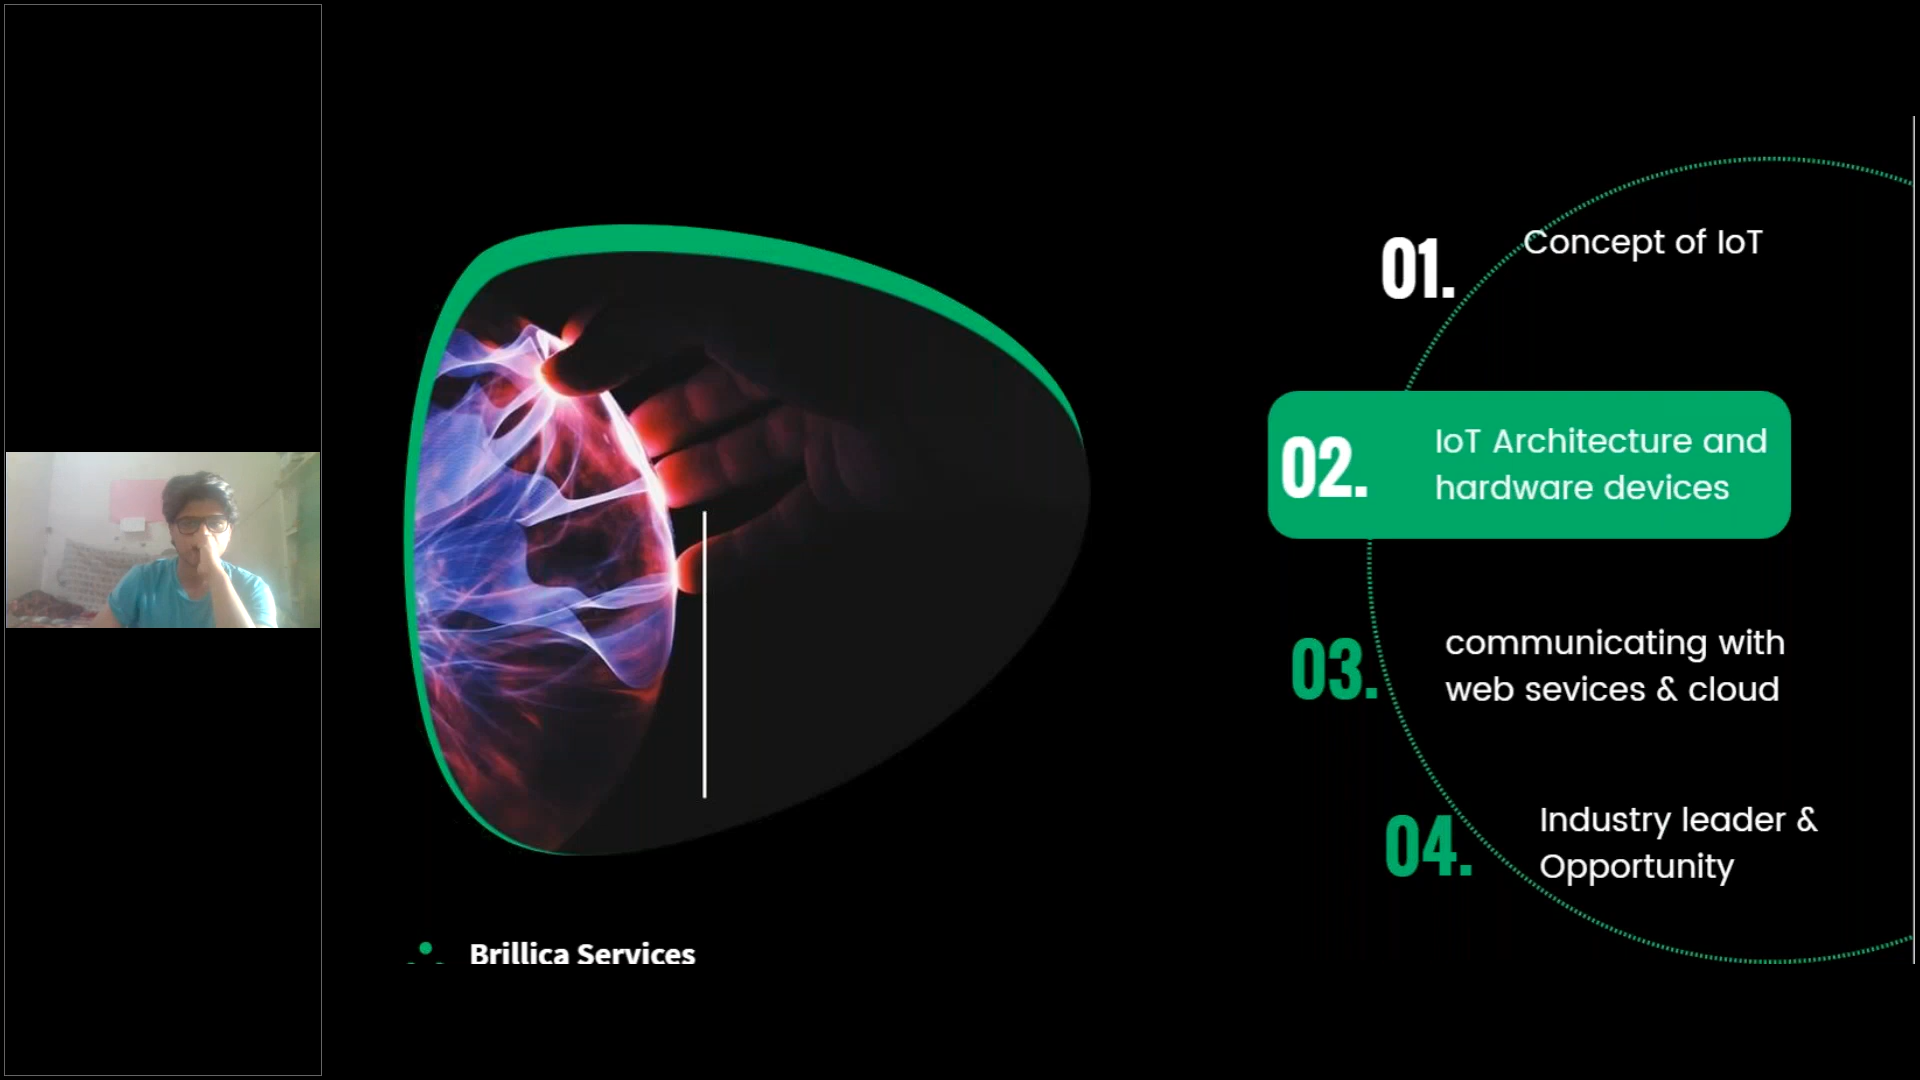 01.
Concept of IoT
02.
IoT Architecture and
hardware devices
03.
communicating with
web sevices & cloud
04.
Industry leader &
Opportunity
Brillica Services